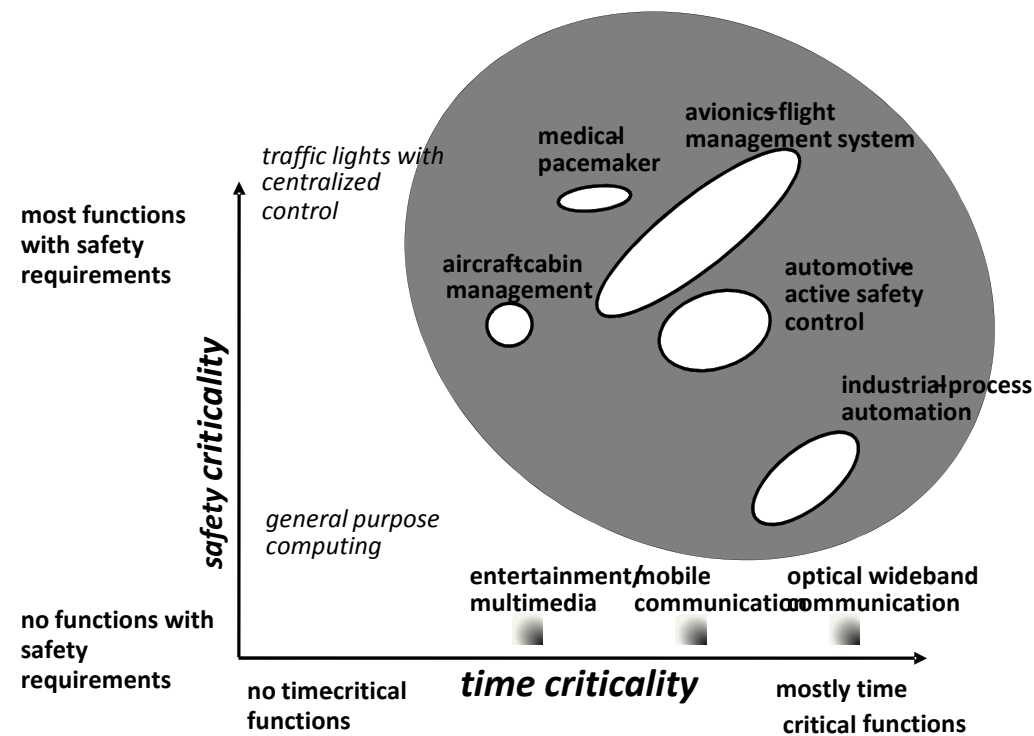 avionics-flight
management system
medical-
pacemaker
traffic lights with
centralized
control
most functions
with safety
requirements
aircraft-cabin
management
automotive-
active safety
control
industrial-process
automation
safety criticality
general purpose
computing
entertainment/
multimedia
mobile
communication
optical wideband
communication
no functions with
safety
requirements
time criticality
no time-critical
functions
mostly time
critical functions